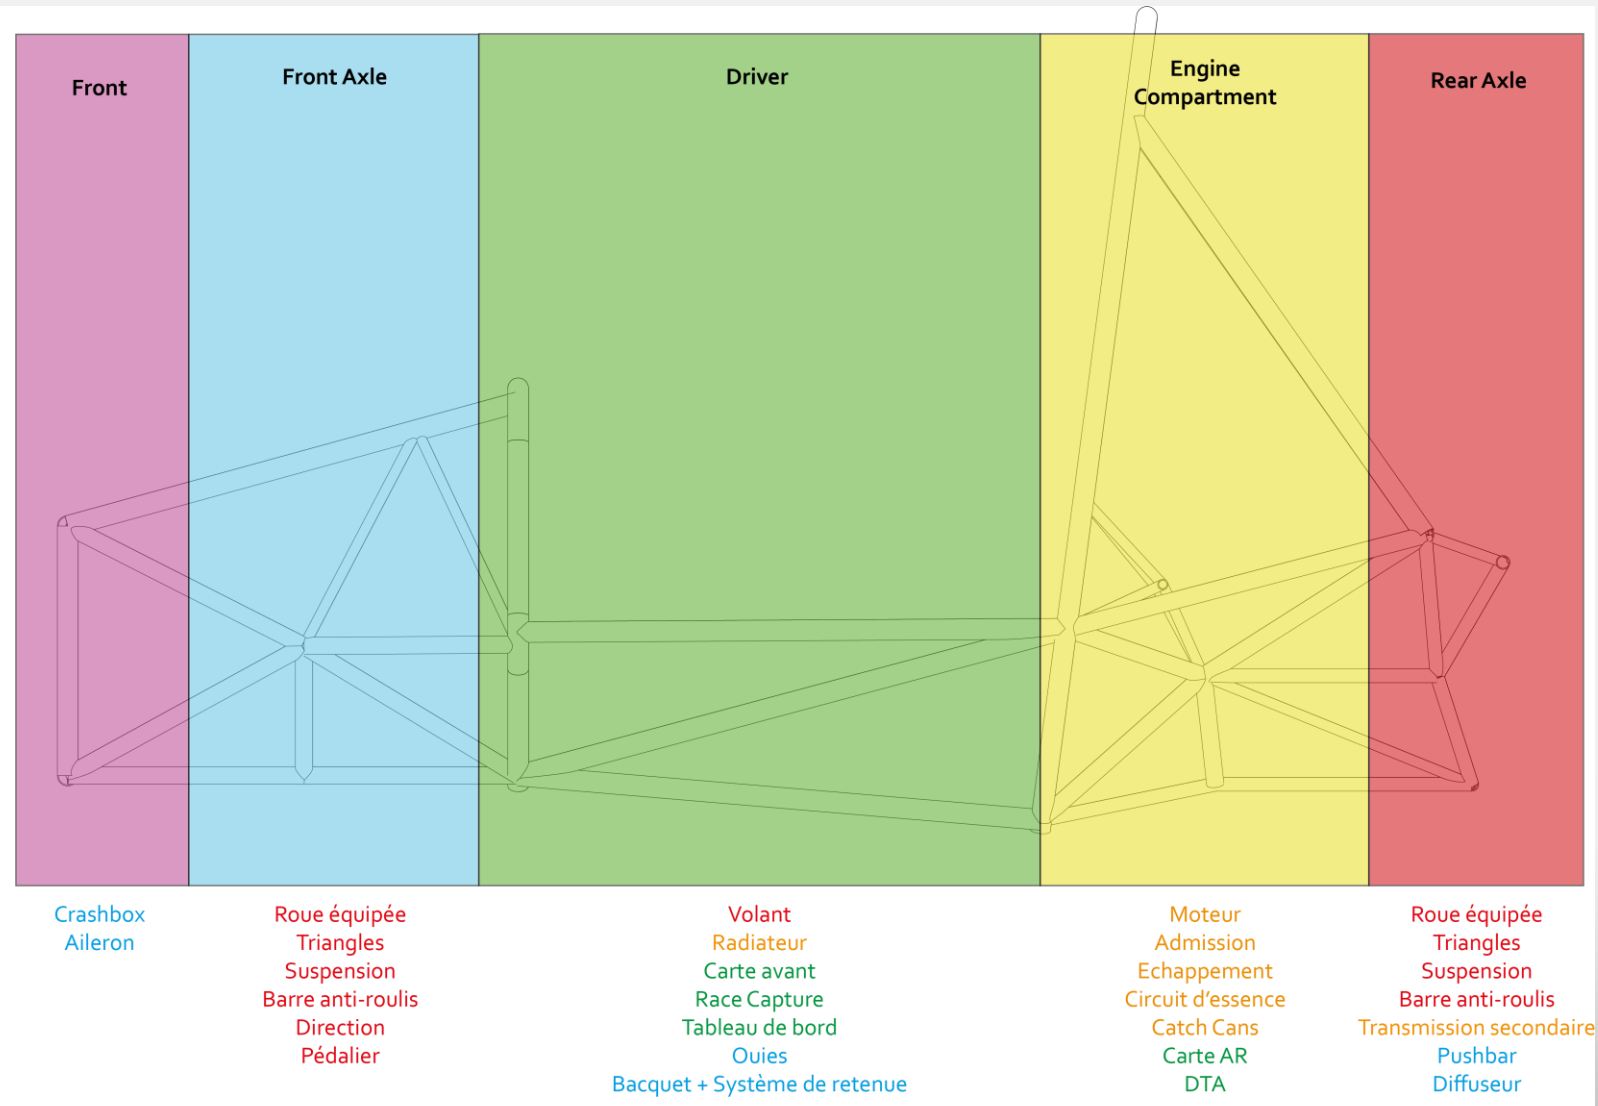 Front
Front Axle
Driver
Engine
Compartment
Rear Axle
Crashbox
Aileron
Roue équipée
Triangles
Suspension
Barre anti-roulis
Direction
Pédalier
Volant
Radiateur
Carte avant
Race Capture
Tableau de bord
Ouies
Bacquet + Système de retenue
Moteur
Admission
Echappement
Circuit d'essence
Catch Cans
Carte AR
DTA
Roue équipée
Triangles
Suspension
Barre anti-roulis
Transmission secondaire
Pushbar
Diffuseur